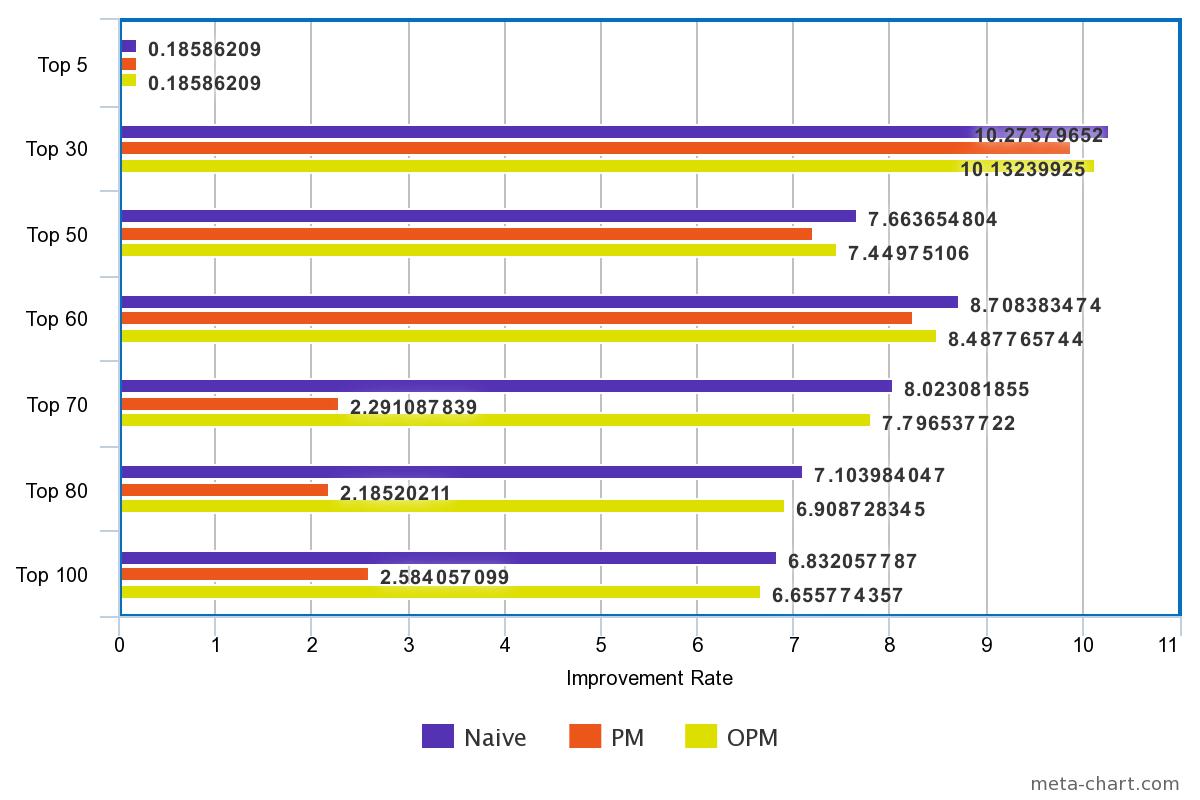 Top 5
0.18586209
0.18586209
Top 30
10.27379652
10.13239925
Top 50
7.663654804
7.44975106
Top 60
8.708383474
8.487765744
Top 70
8.023081855
2.291087839
7.796537722
Top 80
7.103984047
2.18520211
6.908728345
Top 100
6.832057787
2.584057099
6.655774357
0 1 2 3 4 5 6 7 8 9 10 11
Improvement Rate
Naive PM OPM
meta-chart.com